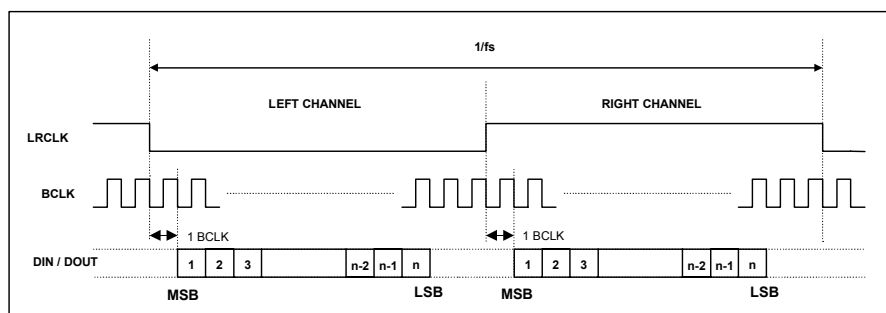 1/fs
LEFT CHANNEL RIGHT CHANNEL
LRCLK
BCLK
1 BCLK 1 BCLK
DIN / DOUT 1 2 3 n-2 n-1 n 1 2 3 n-2 n-1 n
MSB LSB MSB LSB